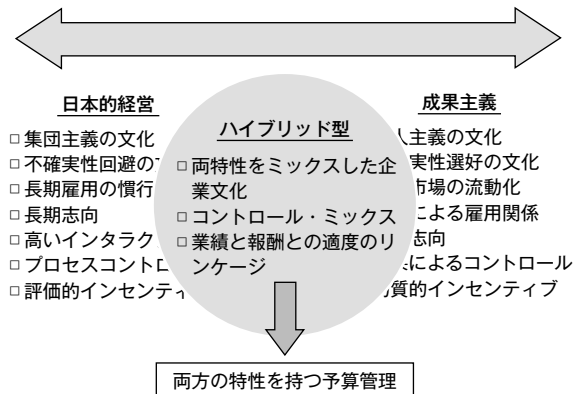 日本的経営
□ 集団主義の文化
□ 不確実性回避の
□ 長期雇用の慣行
□ 長期志向
□ 高いインタラク
□ プロセスコントロ
□ 評価的インセンティ
ハイブリッド型
□ 両特性をミックスした企
業文化
□ コントロール・ミックス
□ 業績と報酬との適度のリ
ンケージ
成果主義
主義の文化
実性選好の文化
市場の流動化
による雇用関係
志向
によるコントロール
質的インセンティブ
両方の特性を持つ予算管理